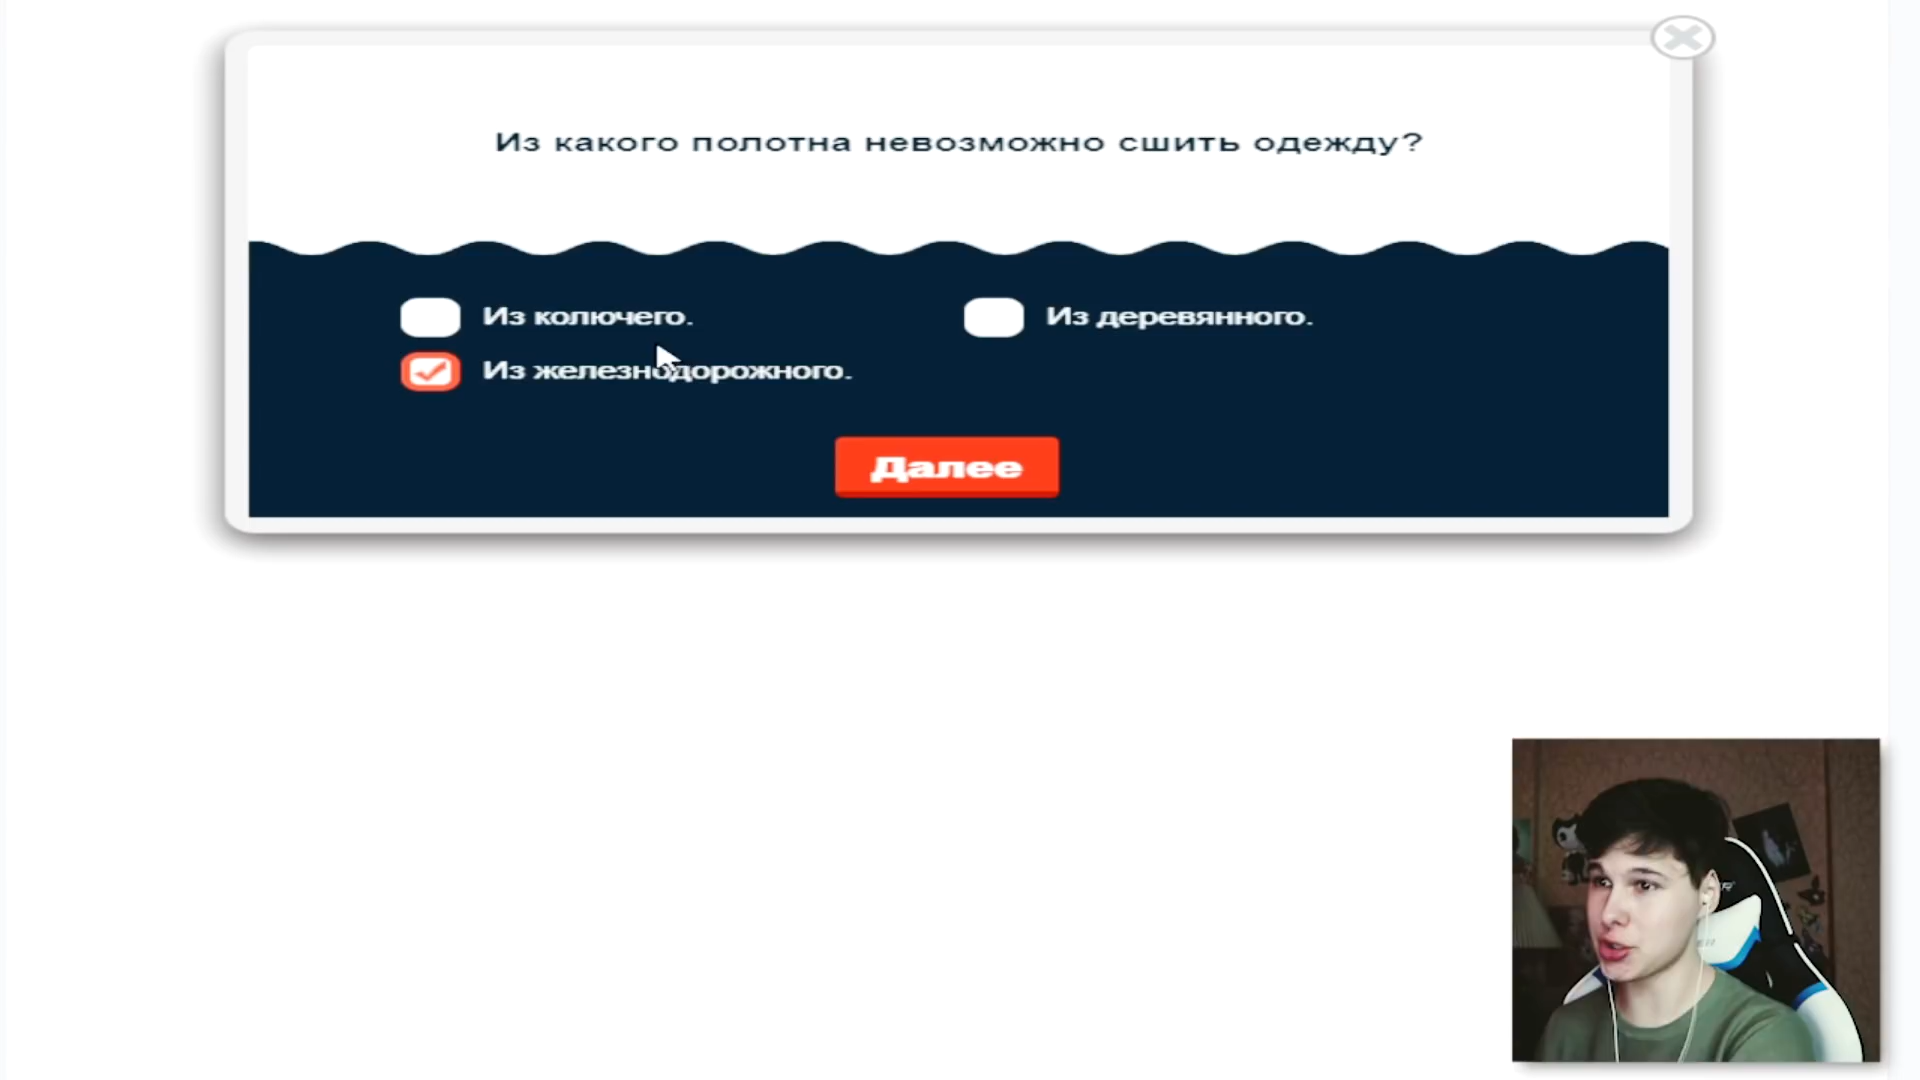 Из какого полотна невозможно сшить одежду?
Из колючего.
Из деревянного.
Из железнодорожного.
Далее